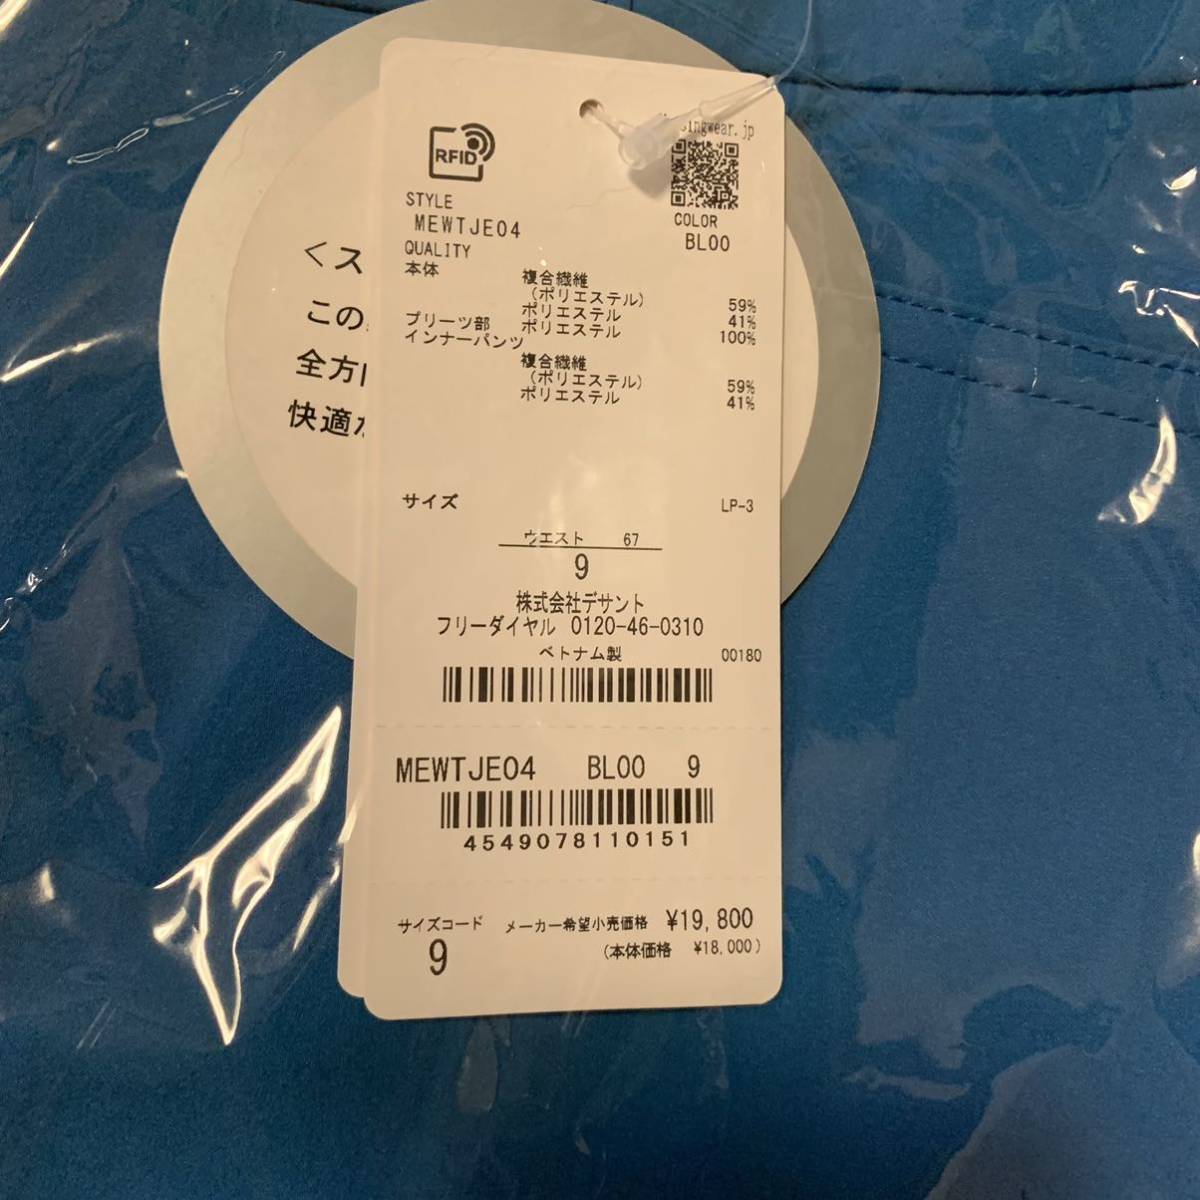 RFID
STYLE
MEWTJE04
COLOR
BL00
QUALITY
本体
複合繊維
(ポリエステル) 59%
ポリエステル 41%
プリーツ部 ポリエステル 100%
インナーパンツ
複合繊維
(ポリエステル) 59%
ポリエステル 41%
サイズ LP-3
ウエスト 67
9
株式会社デサント
フリーダイヤル 0120-46-0310
ベトナム製 00180
MEWTJE04 BL00 9
4549078110151
サイズコード メーカー希望小売価格 ¥19,800
9 (本体価格 ¥18,000)
<ス
この
全方
快適